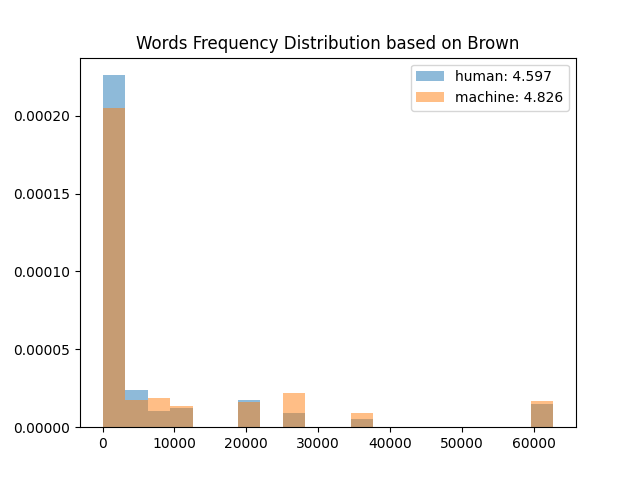 Words Frequency Distribution based on Brown
human: 4.597
machine: 4.826
0.00020
0.00015
0.00010
0.00005
0.00000
0 10000 20000 30000 40000 50000 60000